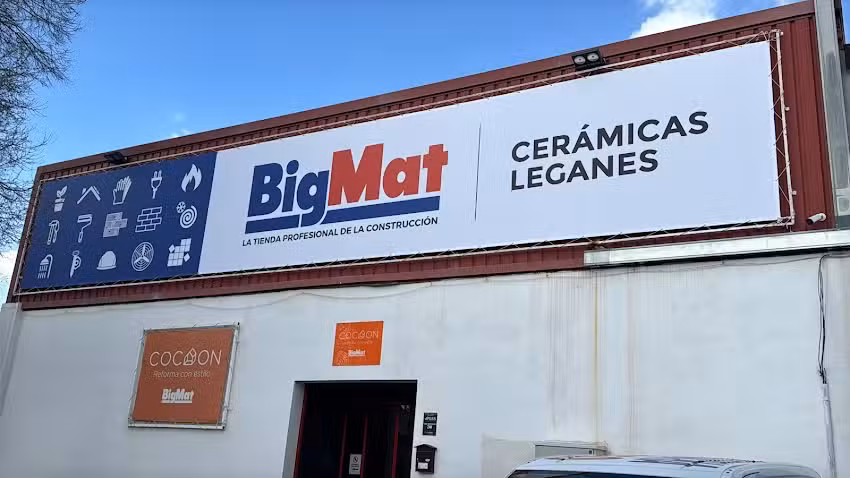 BigMat
LA TIENDA PROFESIONAL DE LA CONSTRUCCIÓN
CERÁMICAS
LEGANES
COCOON
Reforma con estilo
BigMat
COCOON
BigMat